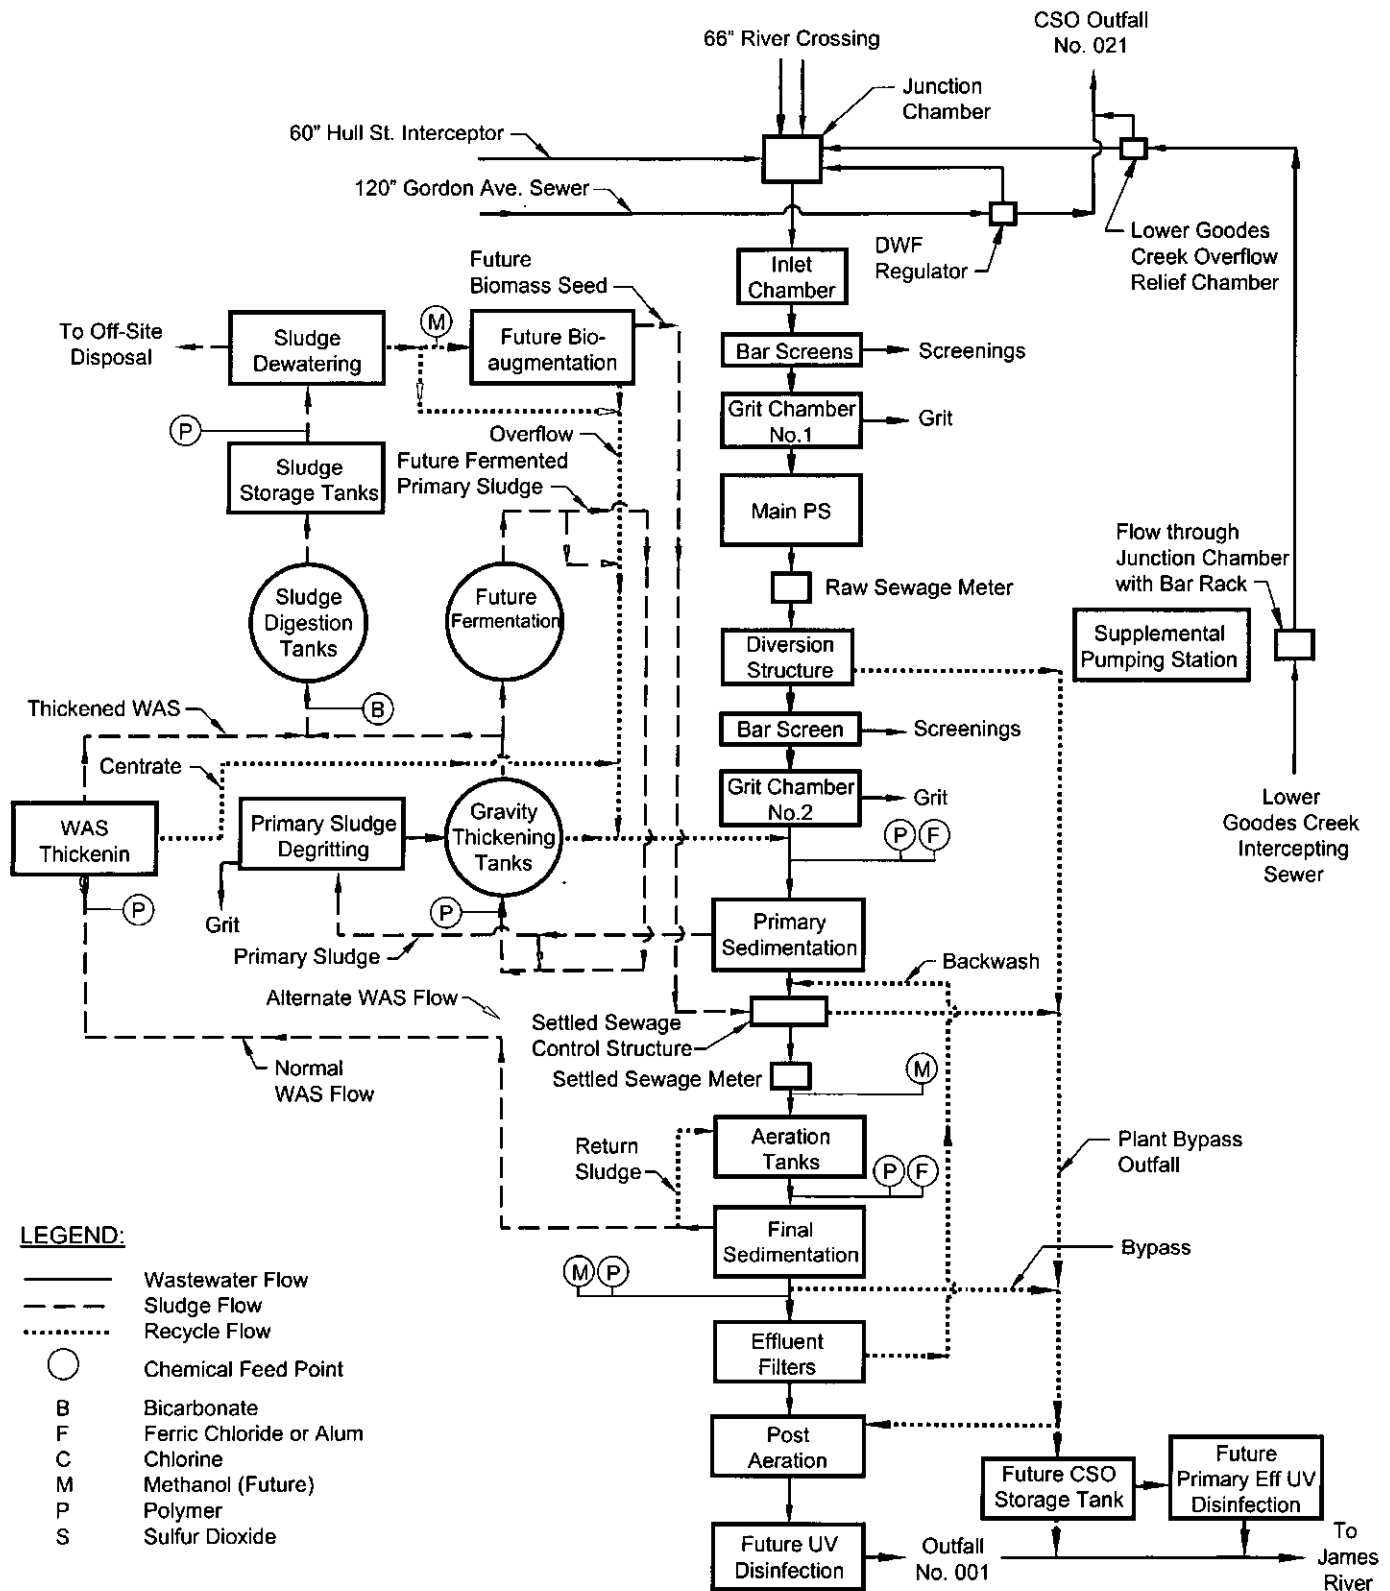 CSO Outfall
No. 021
66" River Crossing
Junction
Chamber
60" Hull St. Interceptor
120" Gordon Ave. Sewer
Lower Goodes
Creek Overflow
Relief Chamber
DWF
Regulator
Future
Biomass Seed
Inlet
Chamber
To Off-Site
Disposal
Sludge
Dewatering
M
Future Bio-
augmentation
Bar Screens
Screenings
Grit Chamber
No.1
Grit
P
Overflow
Future Fermented
Primary Sludge
Sludge
Storage Tanks
Main PS
Flow through
Junction Chamber
with Bar Rack
Raw Sewage Meter
Sludge
Digestion
Tanks
Future
Fermentation
Diversion
Structure
Supplemental
Pumping Station
Thickened WAS
B
Bar Screen
Screenings
Centrate
Grit Chamber
No.2
Grit
WAS
Thickenin
Primary Sludge
Degritting
Gravity
Thickening
Tanks
P
F
Lower
Goodes Creek
Intercepting
Sewer
P
Grit
P
Primary Sludge
Primary
Sedimentation
Backwash
Alternate WAS Flow
Settled Sewage
Control Structure
Normal
WAS Flow
Settled Sewage Meter
M
Return
Sludge
Aeration
Tanks
P
F
Plant Bypass
Outfall
Final
Sedimentation
Bypass
M
P
Effluent
Filters
Post
Aeration
Future CSO
Storage Tank
Future
Primary Eff UV
Disinfection
Future UV
Disinfection
Outfall
No. 001
To
James
River
LEGEND:
Wastewater Flow
Sludge Flow
Recycle Flow
Chemical Feed Point
B Bicarbonate
F Ferric Chloride or Alum
C Chlorine
M Methanol (Future)
P Polymer
S Sulfur Dioxide